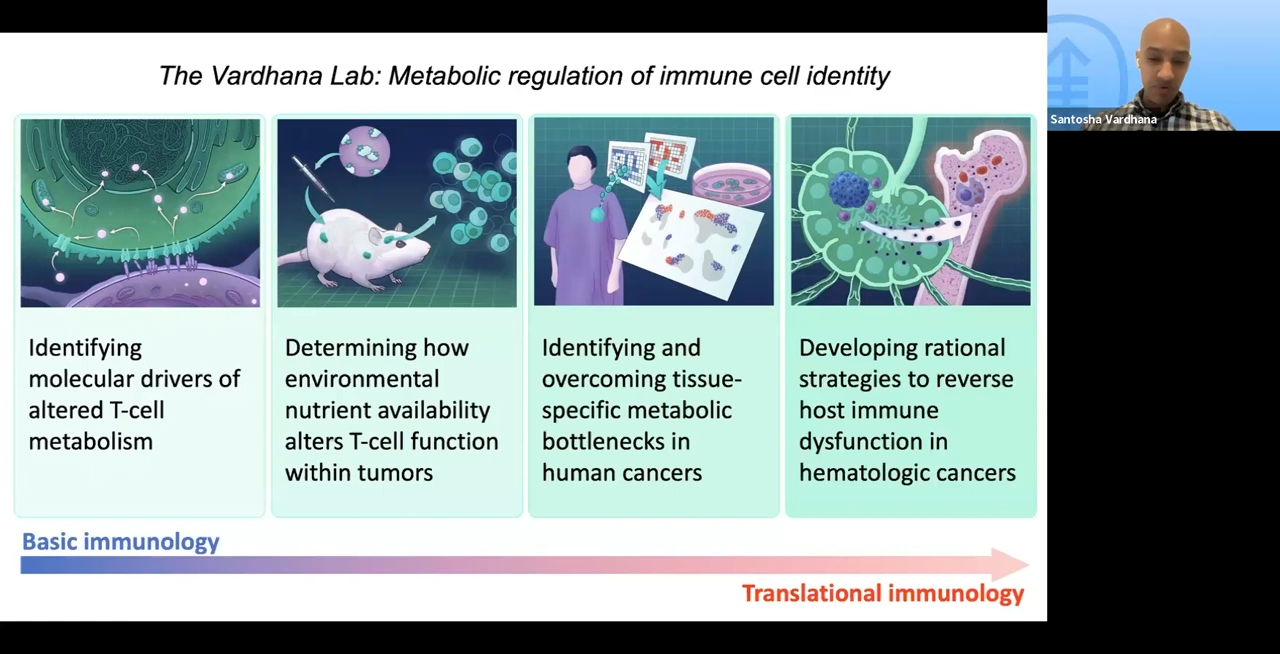 The Vardhana Lab: Metabolic regulation of immune cell identity
Santosha Vardhana
Identifying
molecular drivers of
altered T-cell
metabolism
Determining how
environmental
nutrient availability
alters T-cell function
within tumors
Identifying and
overcoming tissue-
specific metabolic
bottlenecks in
human cancers
Developing rational
strategies to reverse
host immune
dysfunction in
hematologic cancers
Basic immunology
Translational immunology